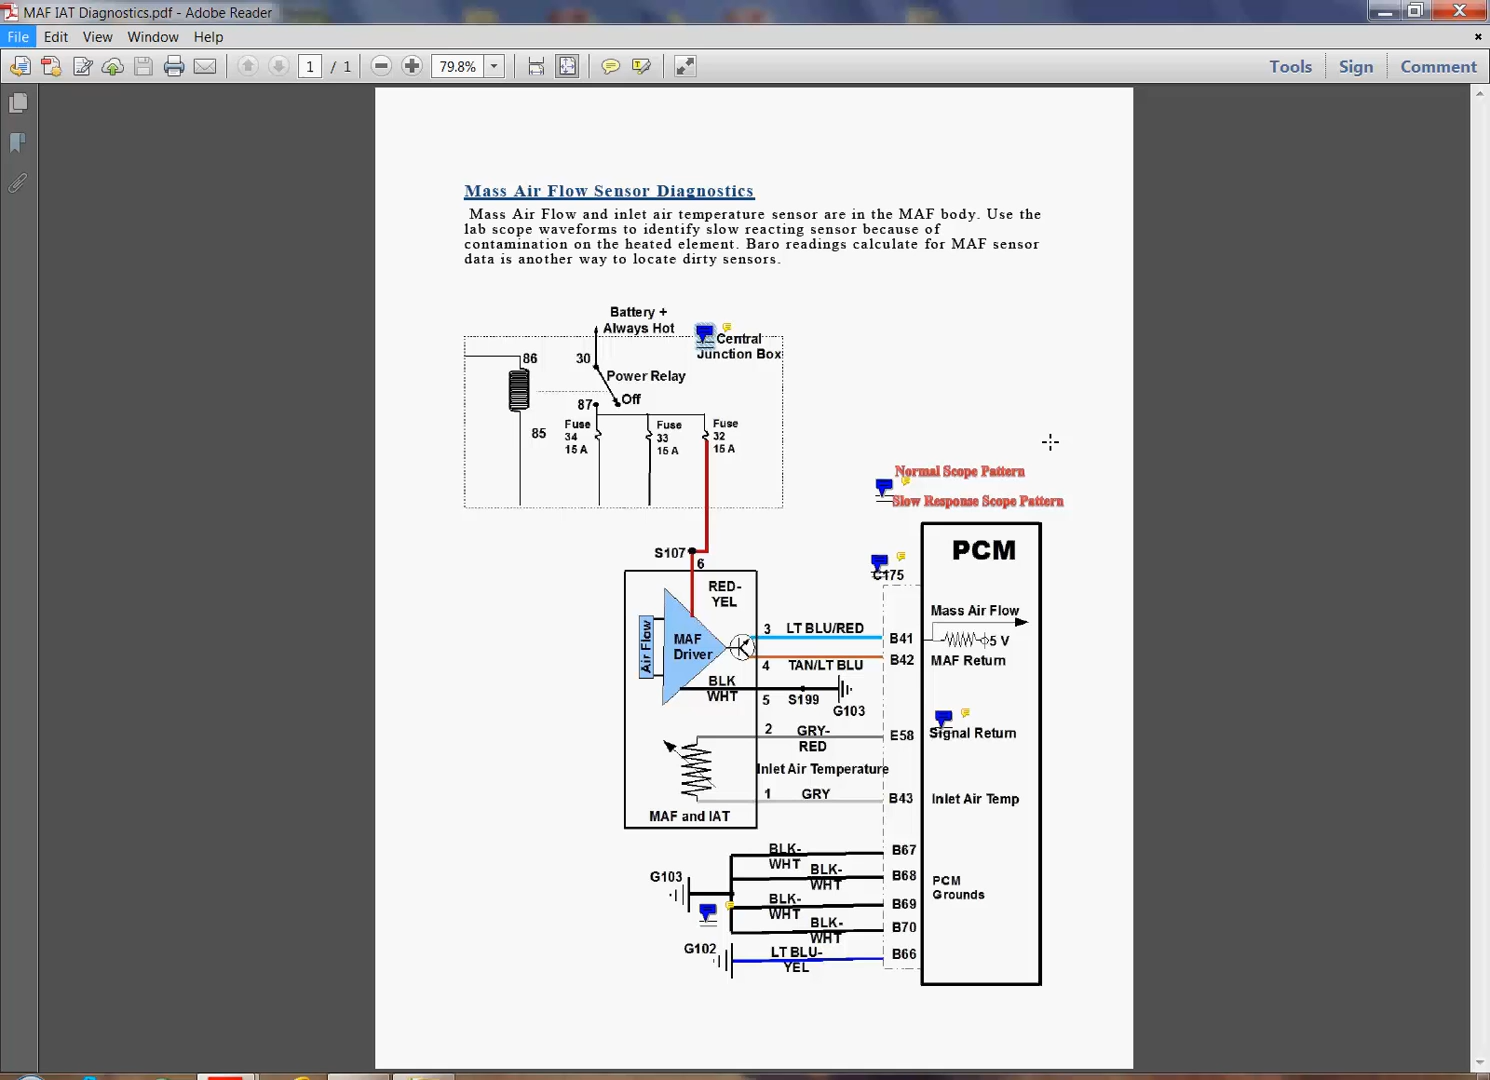 MAF IAT Diagnostics.pdf - Adobe Reader
File Edit View Window Help
1 / 1 79.8% Tools Sign Comment
Mass Air Flow Sensor Diagnostics
Mass Air Flow and inlet air temperature sensor are in the MAF body. Use the
lab scope waveforms to identify slow reacting sensor because of
contamination on the heated element. Baro readings calculate for MAF sensor
data is another way to locate dirty sensors.
Battery +
Always Hot
Central
Junction Box
86
30
Power Relay
Off
87
85
Fuse
34
15 A
Fuse
33
15 A
Fuse
32
15 A
Normal Scope Pattern
Slow Response Scope Pattern
S107
6
C175
PCM
RED-
YEL
Air Flow
MAF
Driver
3 LT BLU/RED B41
Mass Air Flow
5 V
4 TAN/LT BLU B42
MAF Return
BLK
WHT
5 S199
G103
2 GRY-
RED
E58 Signal Return
Inlet Air Temperature
1 GRY B43 Inlet Air Temp
MAF and IAT
BLK-
WHT
B67
BLK-
WHT
B68
G103
PCM
Grounds
BLK-
WHT
B69
BLK-
WHT
B70
G102
LT BLU-
YEL
B66